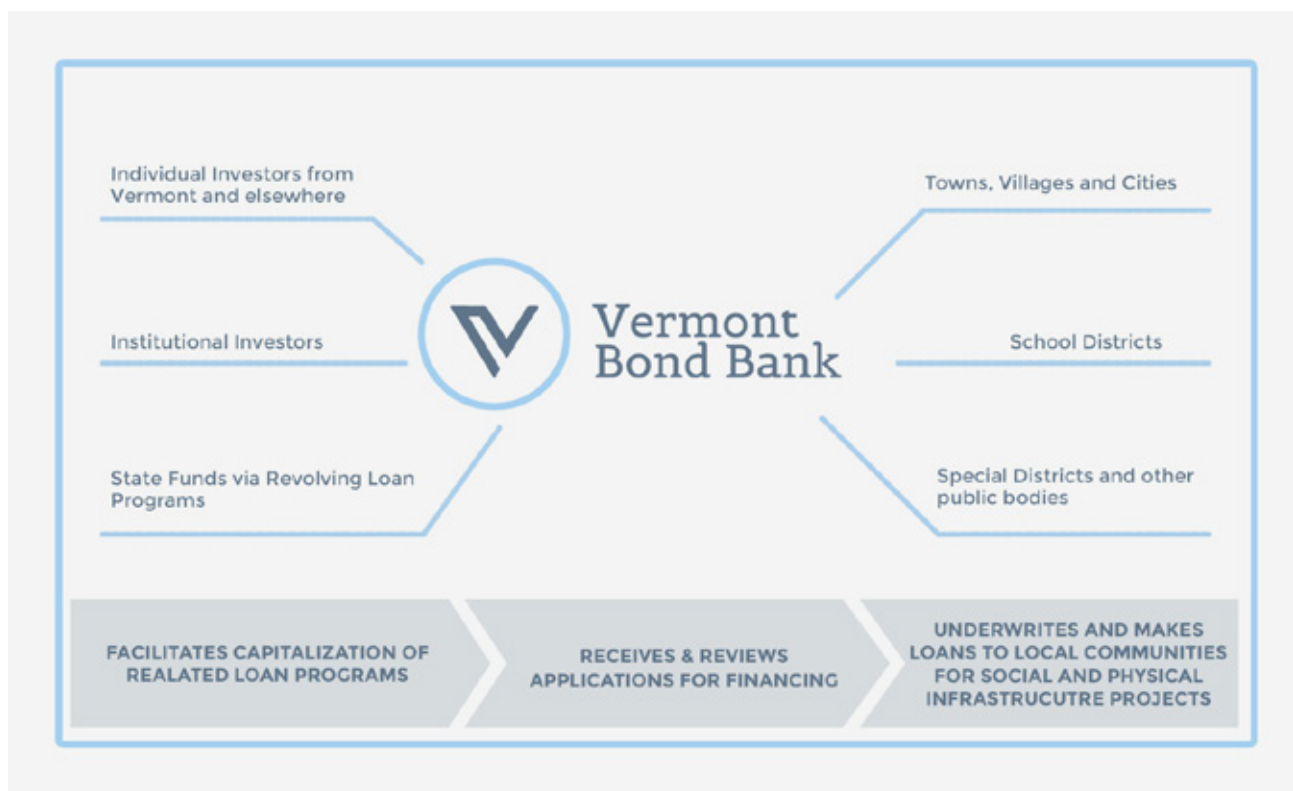 Individual Investors from
Vermont and elsewhere
Institutional Investors
State Funds via Revolving Loan
Programs
Vermont
Bond Bank
Towns, Villages and Cities
School Districts
Special Districts and other
public bodies
FACILITATES CAPITALIZATION OF
REALATED LOAN PROGRAMS
RECEIVES & REVIEWS
APPLICATIONS FOR FINANCING
UNDERWRITES AND MAKES
LOANS TO LOCAL COMMUNITIES
FOR SOCIAL AND PHYSICAL
INFRASTRUCUTRE PROJECTS